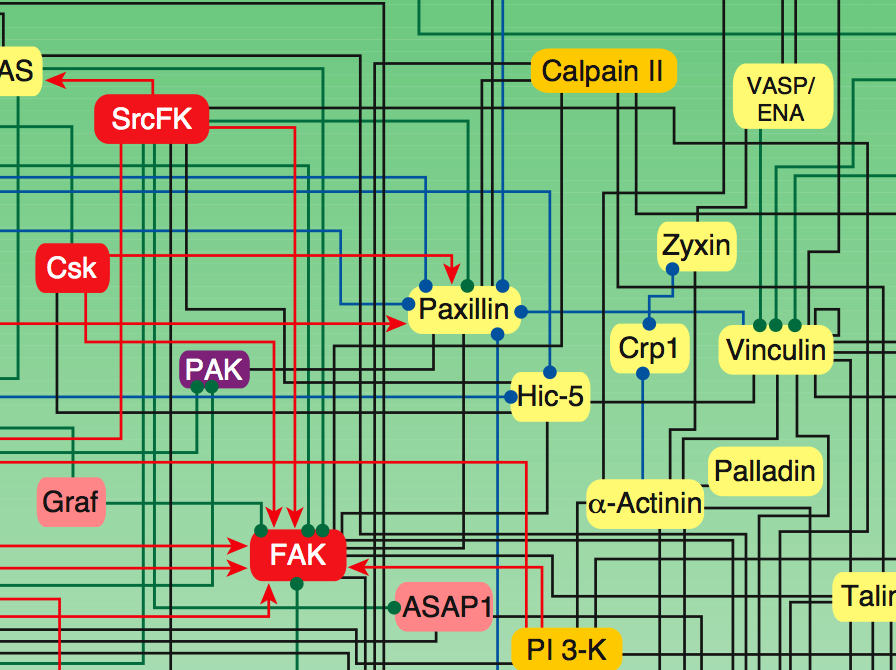 Calpain II
AS
VASP/
ENA
SrcFK
Zyxin
Csk
Paxillin
Crp1
Vinculin
PAK
Hic-5
Palladin
Graf
α-Actinin
FAK
ASAP1
Talin
PI 3-K